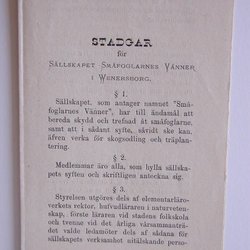 STADGAR
för
SÄLLSKAPET SMÅFOGLARNES VÄNNER
I WENERSBORG.
§ 1.
Sällskapet, som antager namnet "Små-
foglarnes Vänner", har till ändamål att
bereda skydd och trefnad åt småfoglarne,
samt att i sådant syfte, såvidt ske kan,
äfven verka för skogsodling och träplan-
tering.
§ 2.
Medlemmar äro alla, som hylla sällska-
pets syften och skriftligen anteckna sig.
§ 3.
Styrelsen utgöres dels af elementarläro-
verkets rektor, hufvudläraren i naturveten-
skap, förste läraren vid stadens folkskola
och tvenne vid det årliga vårsammanträ-
det valde ledamöter dels af sådana för
sällskapets verksamhet nitälskande perso-